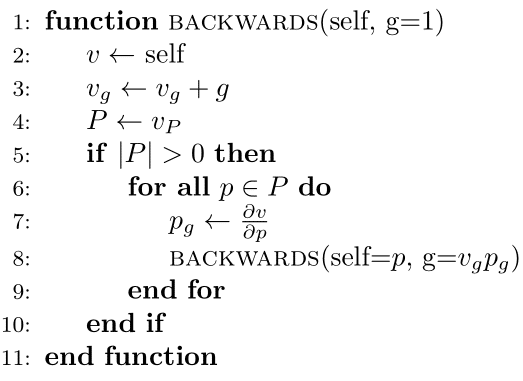 1: function BACKWARDS(self, g=1)
2: v ← self
3: v_g ← v_g + g
4: P ← v_P
5: if |P| > 0 then
6: for all p ∈ P do
7: p_g ← ∂v/∂p
8: BACKWARDS(self=p, g=v_g p_g)
9: end for
10: end if
11: end function